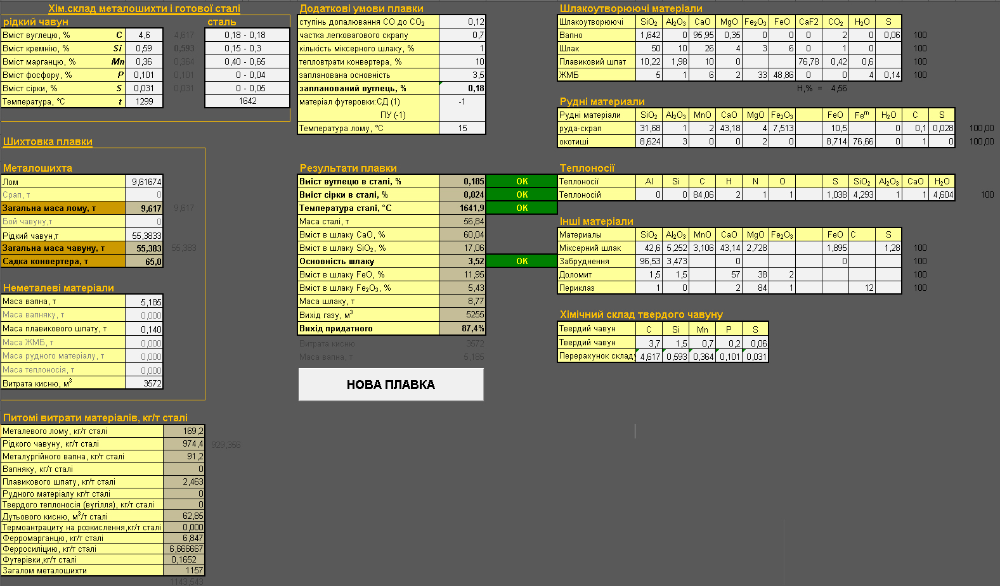 Хім.склад металошихти і готової сталі
рідкий чавун сталь
Вміст вуглецю, % C 4,6 4,617 0,18 - 0,18
Вміст кремнію, % Si 0,59 0,593 0,15 - 0,3
Вміст марганцю, % Mn 0,36 0,364 0,40 - 0,65
Вміст фосфору, % P 0,101 0,101 0 - 0,04
Вміст сірки, % S 0,031 0,031 0 - 0,05
Температура, °C t 1299 1642
Шихтовка плавки
Металошихта
Лом 9,61674
Срап, т 0
Загальна маса лому, т 9,617 9,617
Бой чавуну,т 0
Рідкий чавун,т 55,3833
Загальна маса чавуну, т 55,383 55,383
Садка конвертера, т 65,0
Неметалеві матеріали
Маса вапна, т 5,185
Маса вапняку, т 0,000
Маса плавикового шпату, т 0,140
Маса ЖМБ, т 0,000
Маса рудного матеріалу, т 0,000
Маса теплоносія, т 0,000
Витрата кисню, м3 3572
Питомі витрати матеріалів, кг/т сталі
Металевого лому, кг/т сталі 169,2
Рідкого чавуну, кг/т сталі 974,4 929,356
Металургійного вапна, кг/т сталі 91,2
Вапняку, кг/т сталі 0
Плавикового шпату, кг/т сталі 2,463
Рудного матеріалу кг/т сталі 0
Твердого теплоносія (вугілля), кг/т сталі 0
Дутьового кисню, м3/т сталі 62,85
Термоантрациту на розкислення,кг/т сталі 0,000
Ферромарганцю, кг/т сталі 6,847
Ферросиліцию, кг/т сталі 6,666667
Футерівки,кг/т сталі 0,1652
Загалом металошихти 1157
1143,543
Додаткові умови плавки
ступінь допалювання CO до CO2 0,12
частка легковагового скрапу 0,7
кількість міксерного шлаку, % 1
тепловтрати конвертера, % 10
запланована основність 3,5
запланований вуглець, % 0,18
матеріал футеровки:СД (1) -1
ПУ (-1)
Температура лому, °C 15
Результати плавки
Вміст вуглецю в сталі, % 0,185 OK
Вміст сірки в сталі, % 0,024 OK
Температура сталі, °C 1641,9 OK
Маса сталі, т 56,84
Вміст в шлаку CaO, % 60,04
Вміст в шлаку SiO2, % 17,06
Основність шлаку 3,52 OK
Вміст в шлаку FeO, % 11,95
Вміст в шлаку Fe2O3, % 5,43
Маса шлаку, т 8,77
Вихід газу, м3 5255
Вихід придатного 87,4%
Витрата кисню 3572
Маса вапна, т 5,185
НОВА ПЛАВКА
Шлакоутворюючі матеріали
Шлакоутворюючі SiO2 Al2O3 CaO MgO Fe2O3 FeO CaF2 CO2 H2O S
Вапно 1,642 0 95,95 0,35 0 0 0 2 0 0,06 100
Шлак 50 10 26 4 3 6 0 1 0 100
Плавиковий шпат 10,22 1,98 10 0 76,78 0,42 0,6 100
ЖМБ 5 1 6 2 33 48,86 0 0 4 0,14 100
H,% = 4,56
Рудні материали
Рудні матеріали SiO2 Al2O3 MnO CaO MgO Fe2O3 FeO Feм H2O C S
руда-скрап 31,68 1 2 43,18 4 7,513 10,5 0 0,1 0,028 100,00
окотиші 8,624 3 0 0 2 0 8,714 76,66 0 1 0 100,00
Теплоносії
Теплоносії Al Si C H N O S SiO2 Al2O3 CaO H2O
Теплоносій 0 0 84,06 2 1 1 1,038 4,293 1 1 4,604 100
Інші матеріали
Материалы SiO2 Al2O3 MnO CaO MgO Fe2O3 FeO C S
Міксерний шлак 42,6 5,252 3,106 43,14 2,728 1,895 1,28 100
Забруднення 96,53 3,473 0 0 100
Доломит 1,5 1,5 57 38 2 100
Периклаз 1 0 2 84 1 12 100
Хімічний склад твердого чавуну
Твердий чавун C Si Mn P S
Твердий чавун 3,7 1,5 0,7 0,2 0,06
Перерахунок складу 4,617 0,593 0,364 0,101 0,031